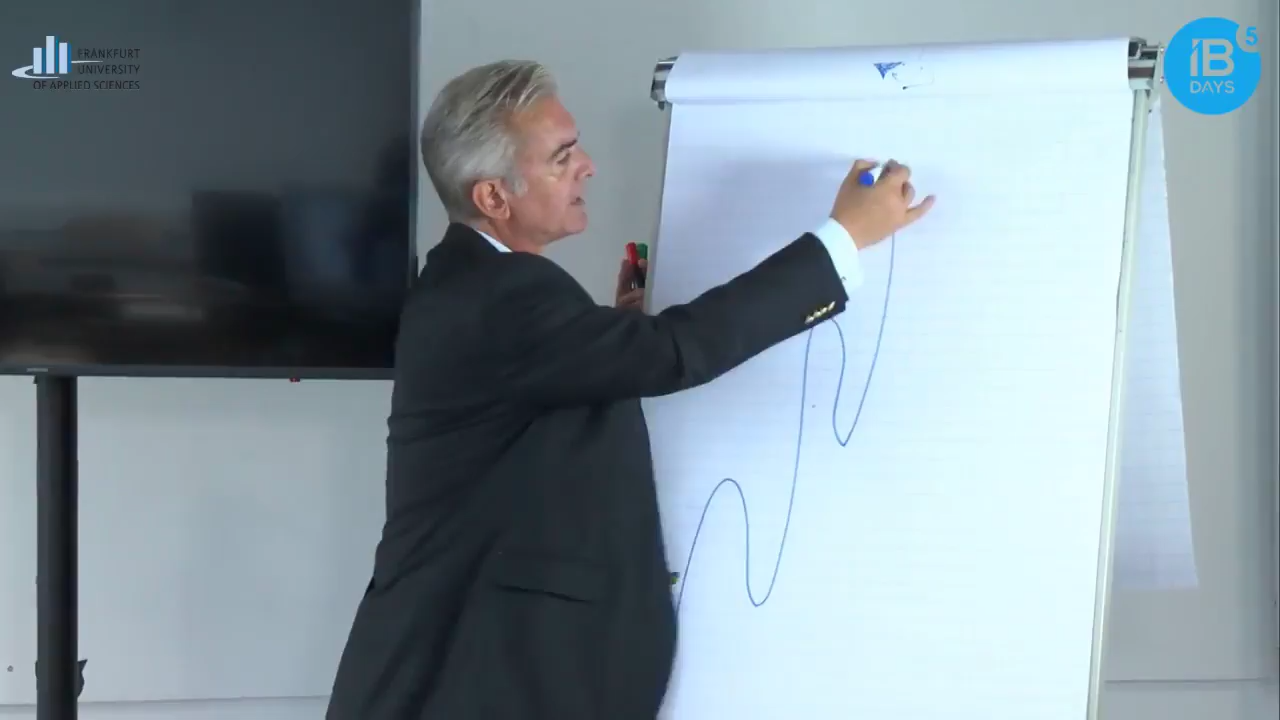 FRANKFURT
UNIVERSITY
OF APPLIED SCIENCES
IB
5
DAYS